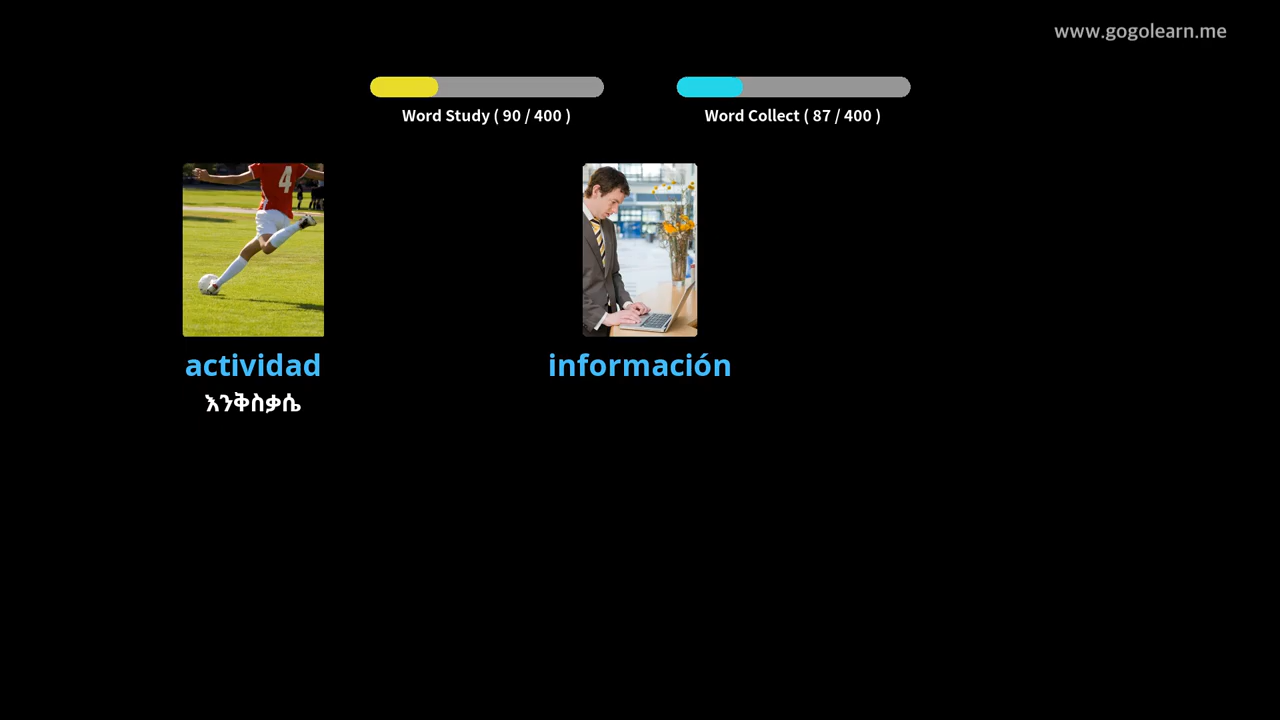 www.gogolearn.me
Word Study ( 90 / 400 )
Word Collect ( 87 / 400 )
4
actividad
información
እንቅስቃሴ